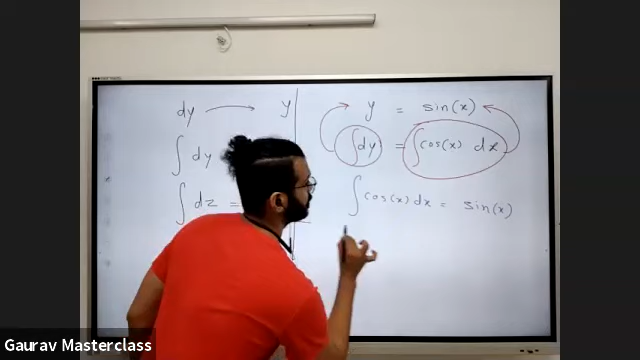 dy → y
∫ dy
∫ dz =
y = sin(x)
∫dy = ∫cos(x) dx
∫cos(x) dx = sin(x)
Gaurav Masterclass